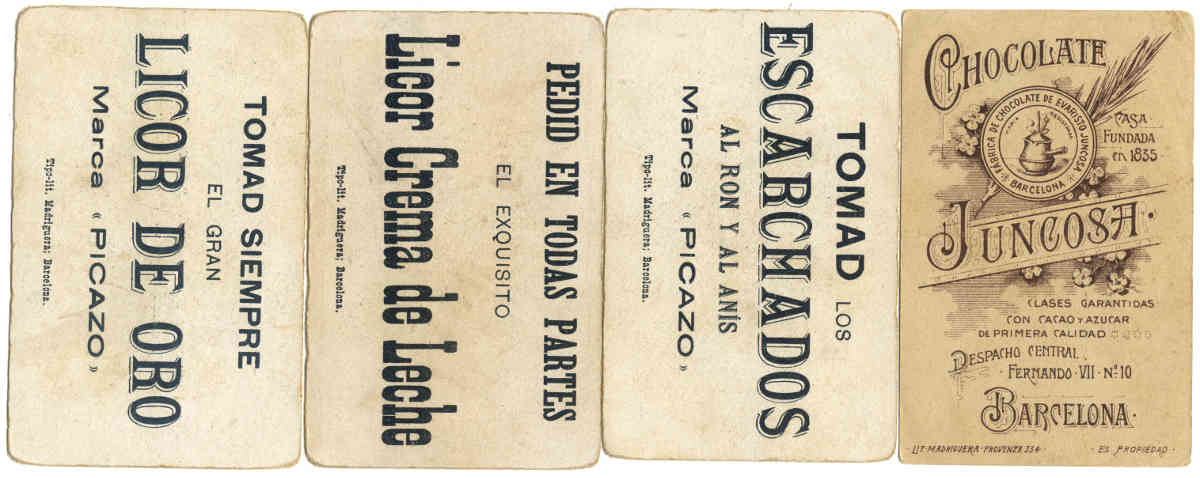 TOMAD SIEMPRE
EL GRAN
LICOR DE ORO
Marca « PICAZO »
Tipo-lit. Madriguera; Barcelona.
PEDID EN TODAS PARTES
EL EXQUISITO
Licor Crema de Leche
Tipo-lit. Madriguera; Barcelona.
TOMAD LOS
ESCARCHADOS
AL RON Y AL ANÍS
Marca « PICAZO »
Tipo-lit. Madriguera; Barcelona.
CHOCOLATE
FABRICA DE CHOCOLATE DE EVARISTO JUNCOSA
BARCELONA
CASA
FUNDADA
en 1835
JUNCOSA.
CLASES GARANTIDAS
CON CACAO Y AZUCAR
DE PRIMERA CALIDAD
DESPACHO CENTRAL.
FERNANDO·VII·Nº 10
BARCELONA.
LIT·MADRIGUERA·PROVENZA 334·
·ES PROPIEDAD·